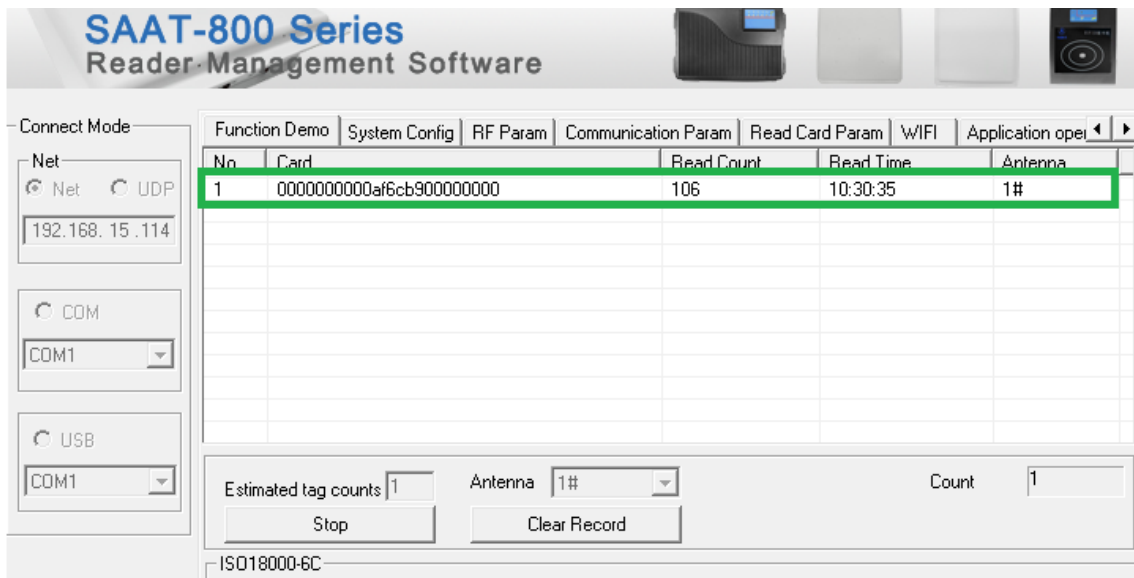 SAAT-800 Series
Reader Management Software
Connect Mode
Net
Net UDP
192.168. 15 .114
COM
COM1
USB
COM1
Function Demo System Config RF Param Communication Param Read Card Param WIFI Application oper
No. Card Read Count Read Time Antenna
1 0000000000af6cb900000000 106 10:30:35 1#
Estimated tag counts 1 Antenna 1# Count 1
Stop Clear Record
ISO18000-6C